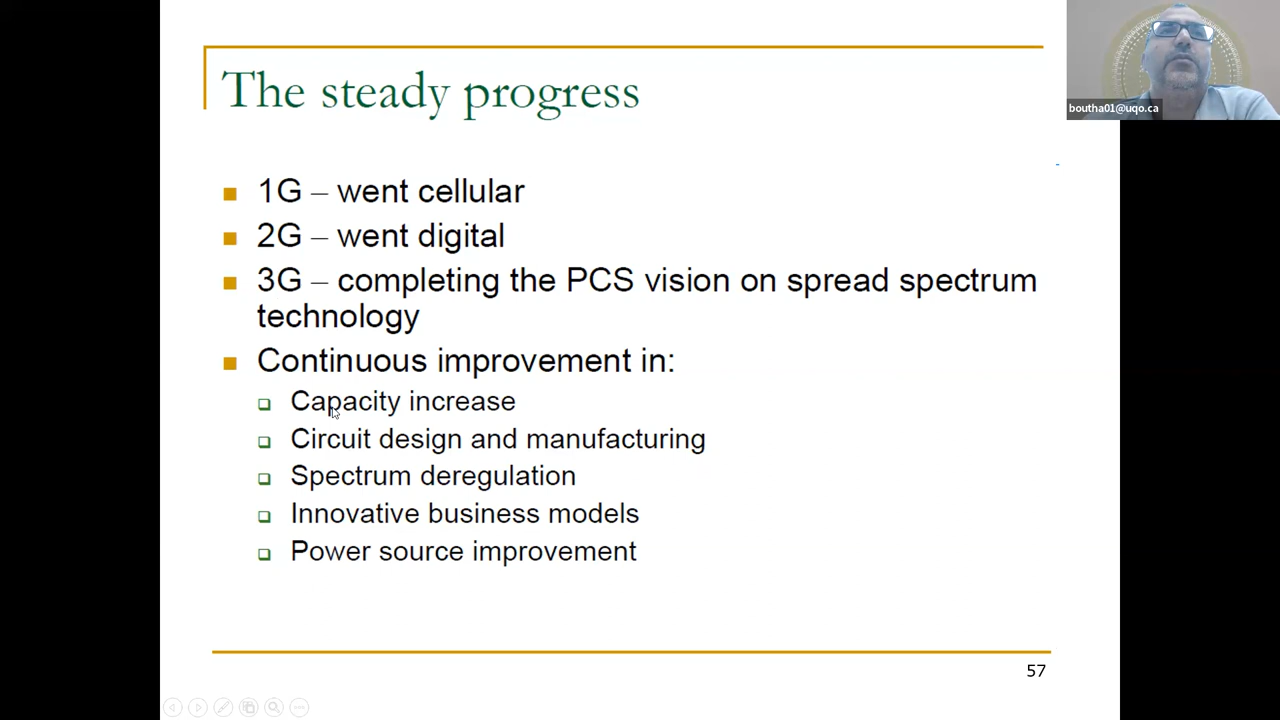 The steady progress
boutha01@uqo.ca
■ 1G – went cellular
■ 2G – went digital
■ 3G – completing the PCS vision on spread spectrum
technology
■ Continuous improvement in:
❑ Capacity increase
❑ Circuit design and manufacturing
❑ Spectrum deregulation
❑ Innovative business models
❑ Power source improvement
57